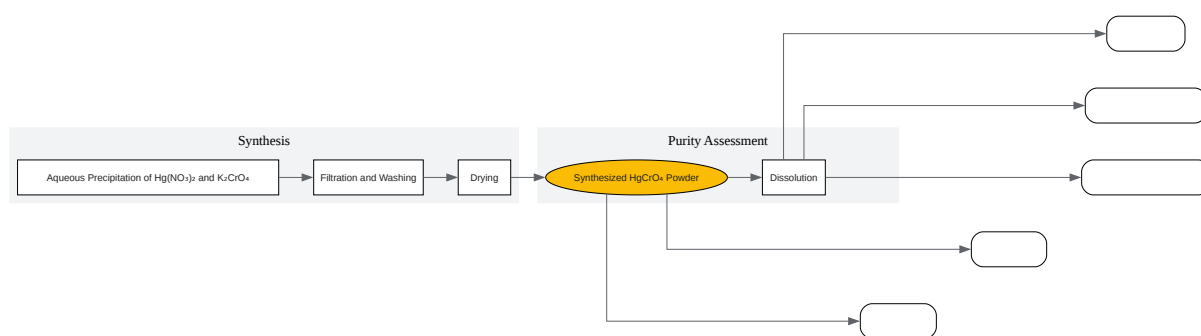 Synthesis
Purity Assessment
Aqueous Precipitation of Hg(NO₃)₂ and K₂CrO₄
Filtration and Washing
Drying
Synthesized HgCrO₄ Powder
Dissolution